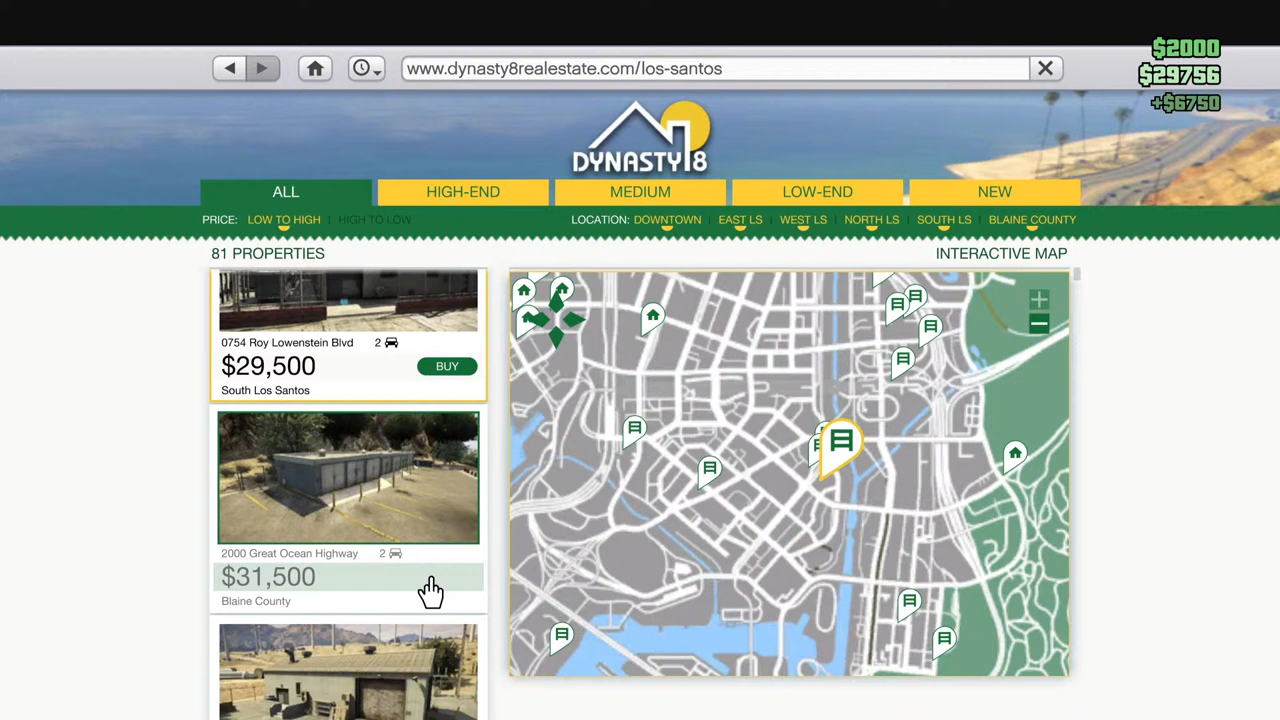 $2000
www.dynasty8realestate.com/los-santos
$29756
+$6750
DYNASTY 8
ALL HIGH-END MEDIUM LOW-END NEW
PRICE: LOW TO HIGH | HIGH TO LOW LOCATION: DOWNTOWN | EAST LS | WEST LS | NORTH LS | SOUTH LS | BLAINE COUNTY
81 PROPERTIES INTERACTIVE MAP
0754 Roy Lowenstein Blvd 2
$29,500 BUY
South Los Santos
2000 Great Ocean Highway 2
$31,500
Blaine County